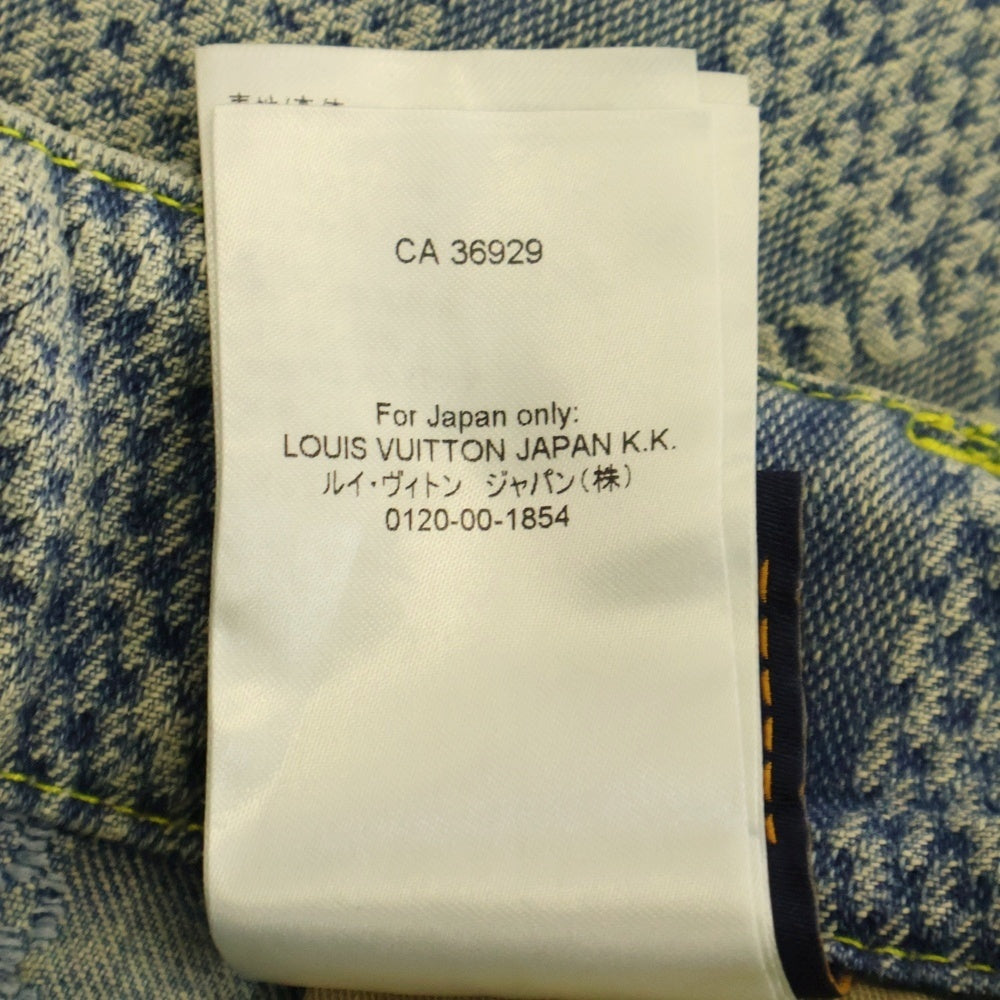 CA 36929
For Japan only:
LOUIS VUITTON JAPAN K.K.
ルイ・ヴィトン ジャパン(株)
0120-00-1854